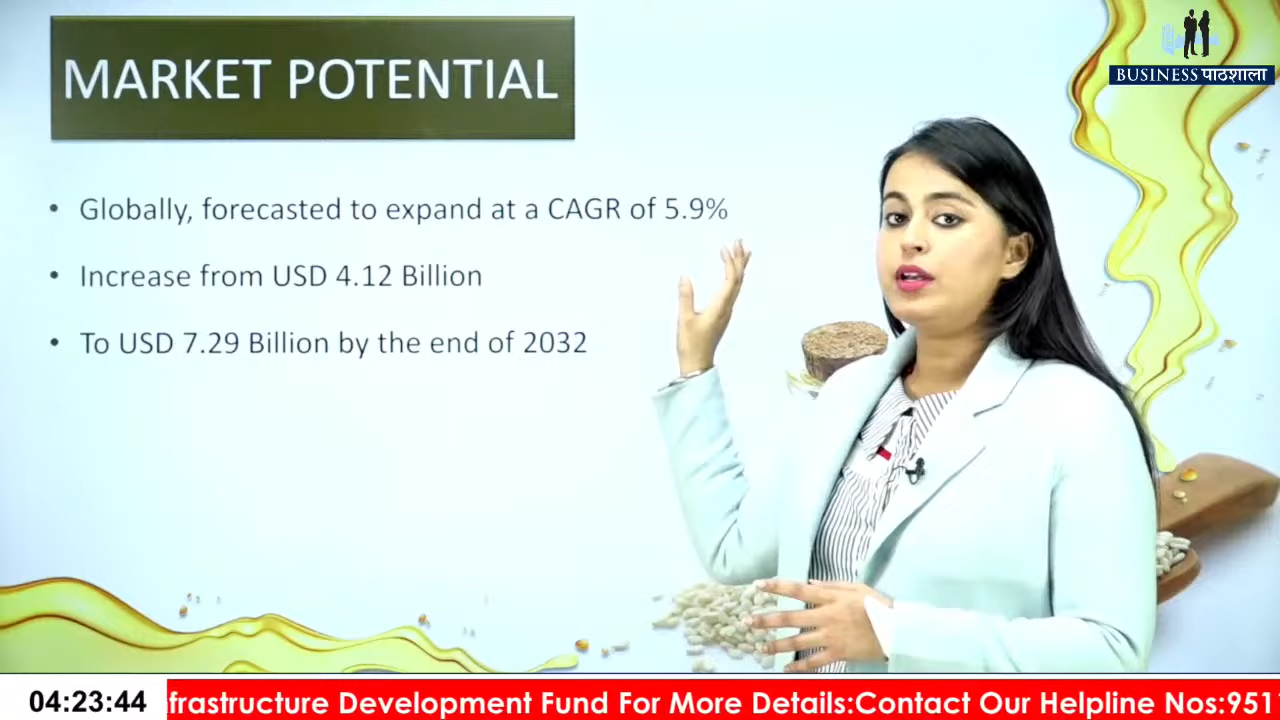 MARKET POTENTIAL
BUSINESS पाठशाला
• Globally, forecasted to expand at a CAGR of 5.9%
• Increase from USD 4.12 Billion
• To USD 7.29 Billion by the end of 2032
04:23:44
frastructure Development Fund For More Details:Contact Our Helpline Nos:951